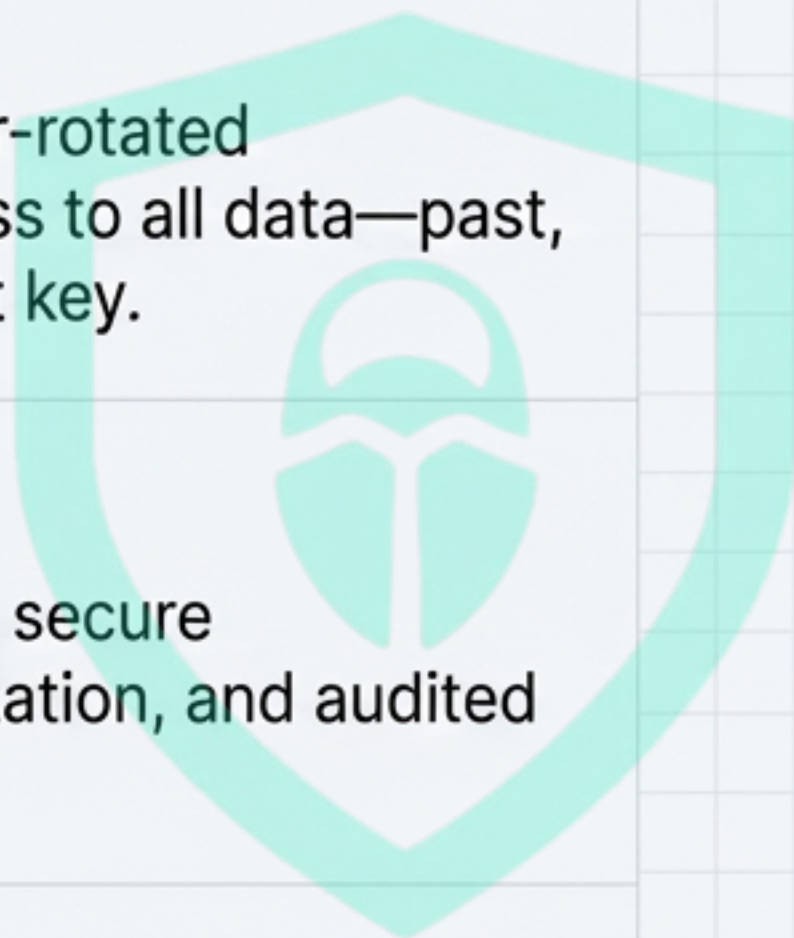 r-rotated
ss to all data—past,
t key.
secure
ation, and audited